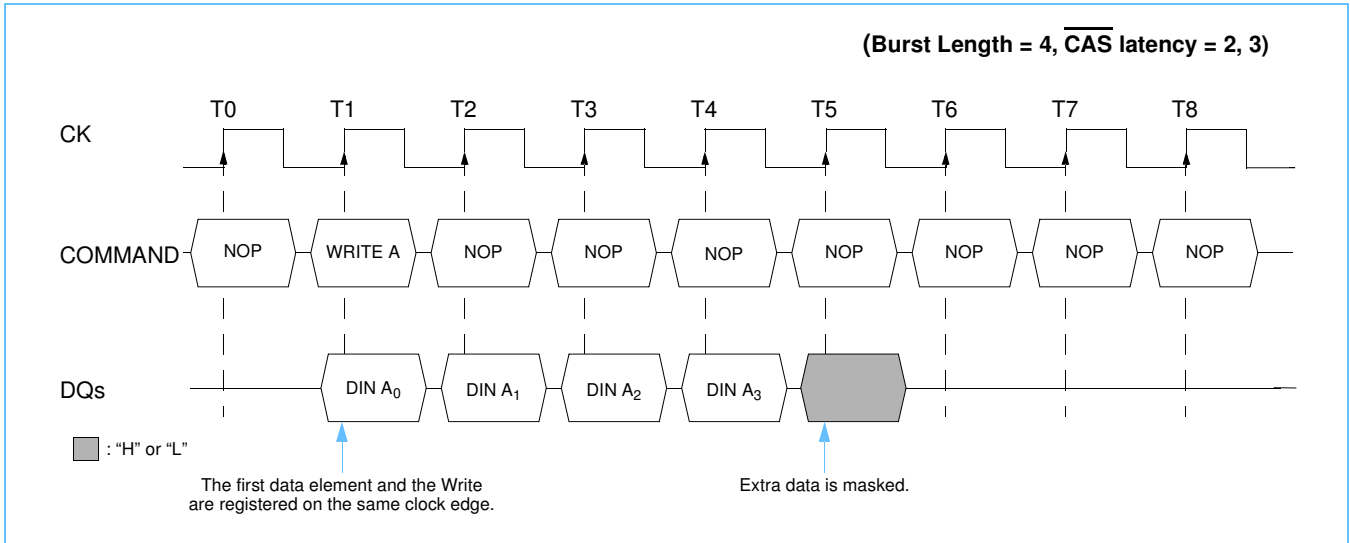 (Burst Length = 4, CAS latency = 2, 3)
T0 T1 T2 T3 T4 T5 T6 T7 T8
CK
COMMAND NOP WRITE A NOP NOP NOP NOP NOP NOP NOP
DQs DIN A0 DIN A1 DIN A2 DIN A3
: “H” or “L”
The first data element and the Write
are registered on the same clock edge.
Extra data is masked.